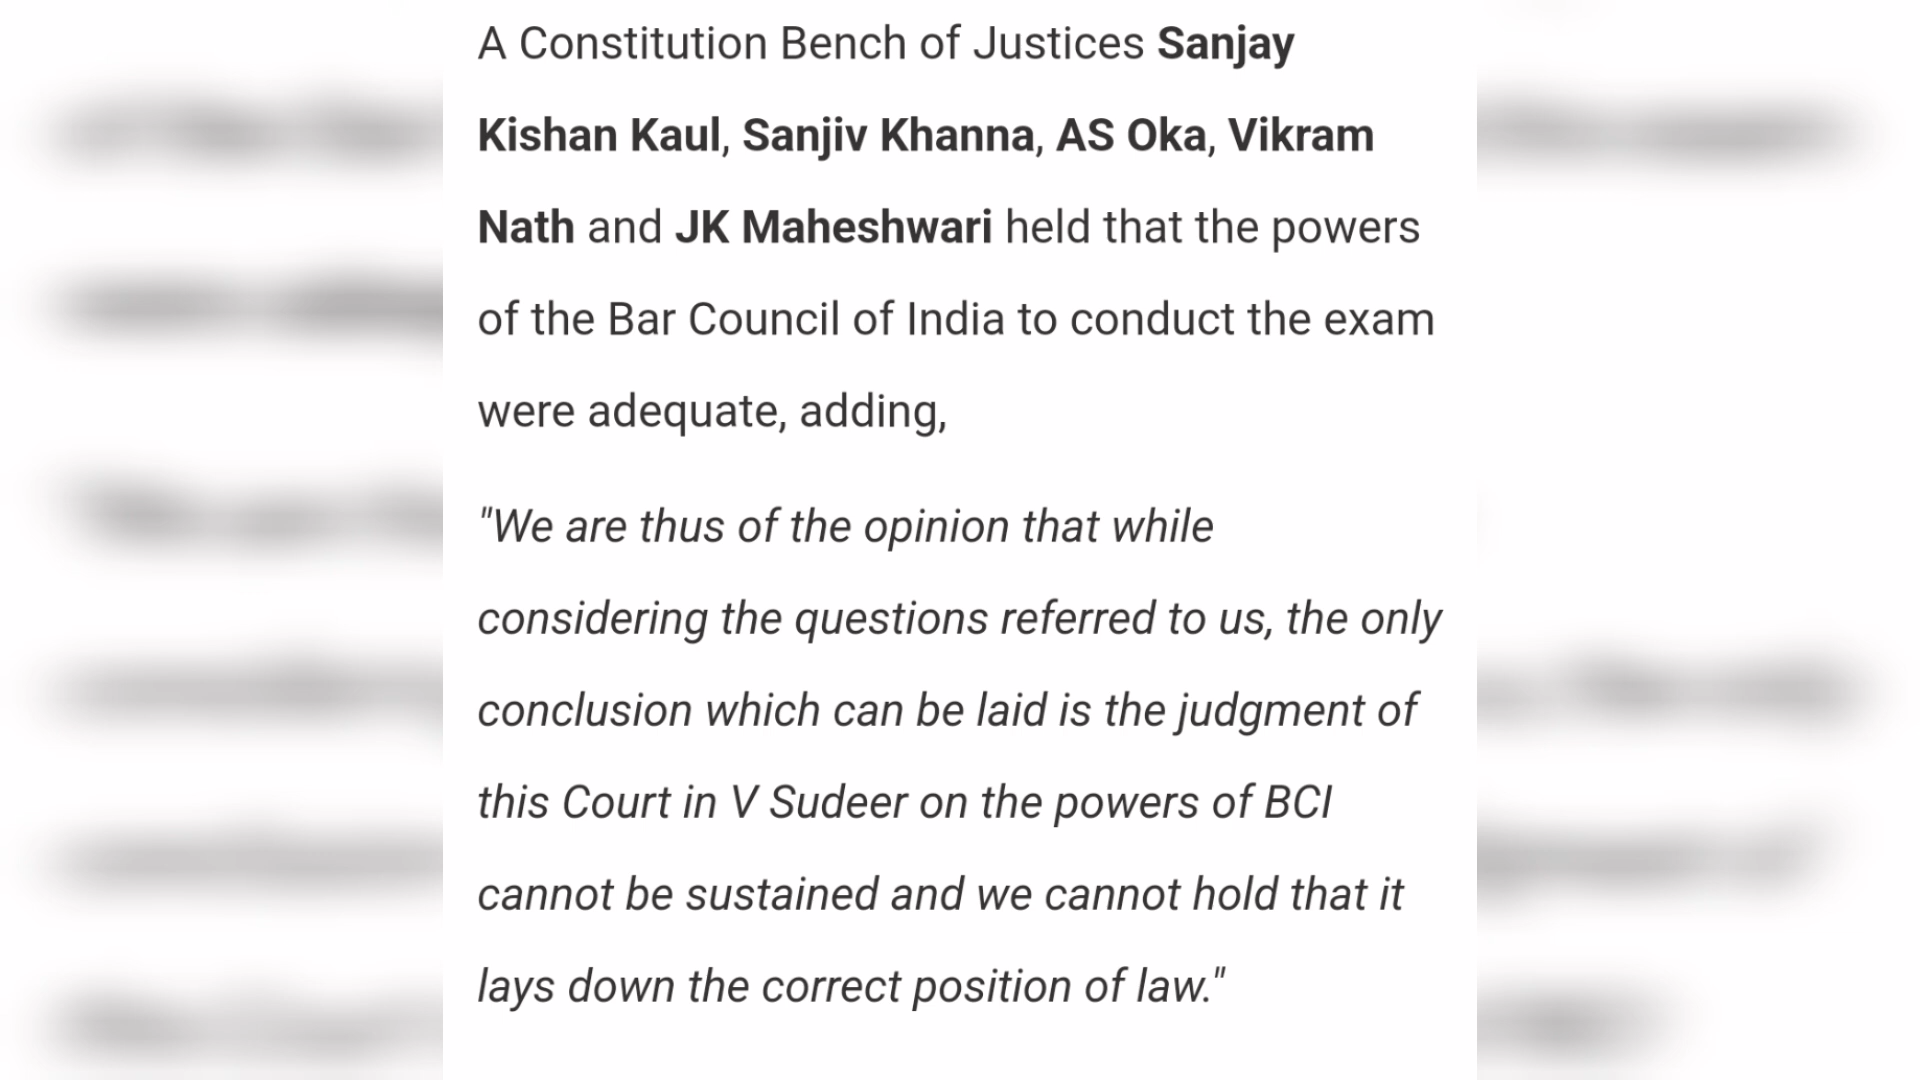 A Constitution Bench of Justices Sanjay
Kishan Kaul, Sanjiv Khanna, AS Oka, Vikram
Nath and JK Maheshwari held that the powers
of the Bar Council of India to conduct the exam
were adequate, adding,
"We are thus of the opinion that while
considering the questions referred to us, the only
conclusion which can be laid is the judgment of
this Court in V Sudeer on the powers of BCI
cannot be sustained and we cannot hold that it
lays down the correct position of law."